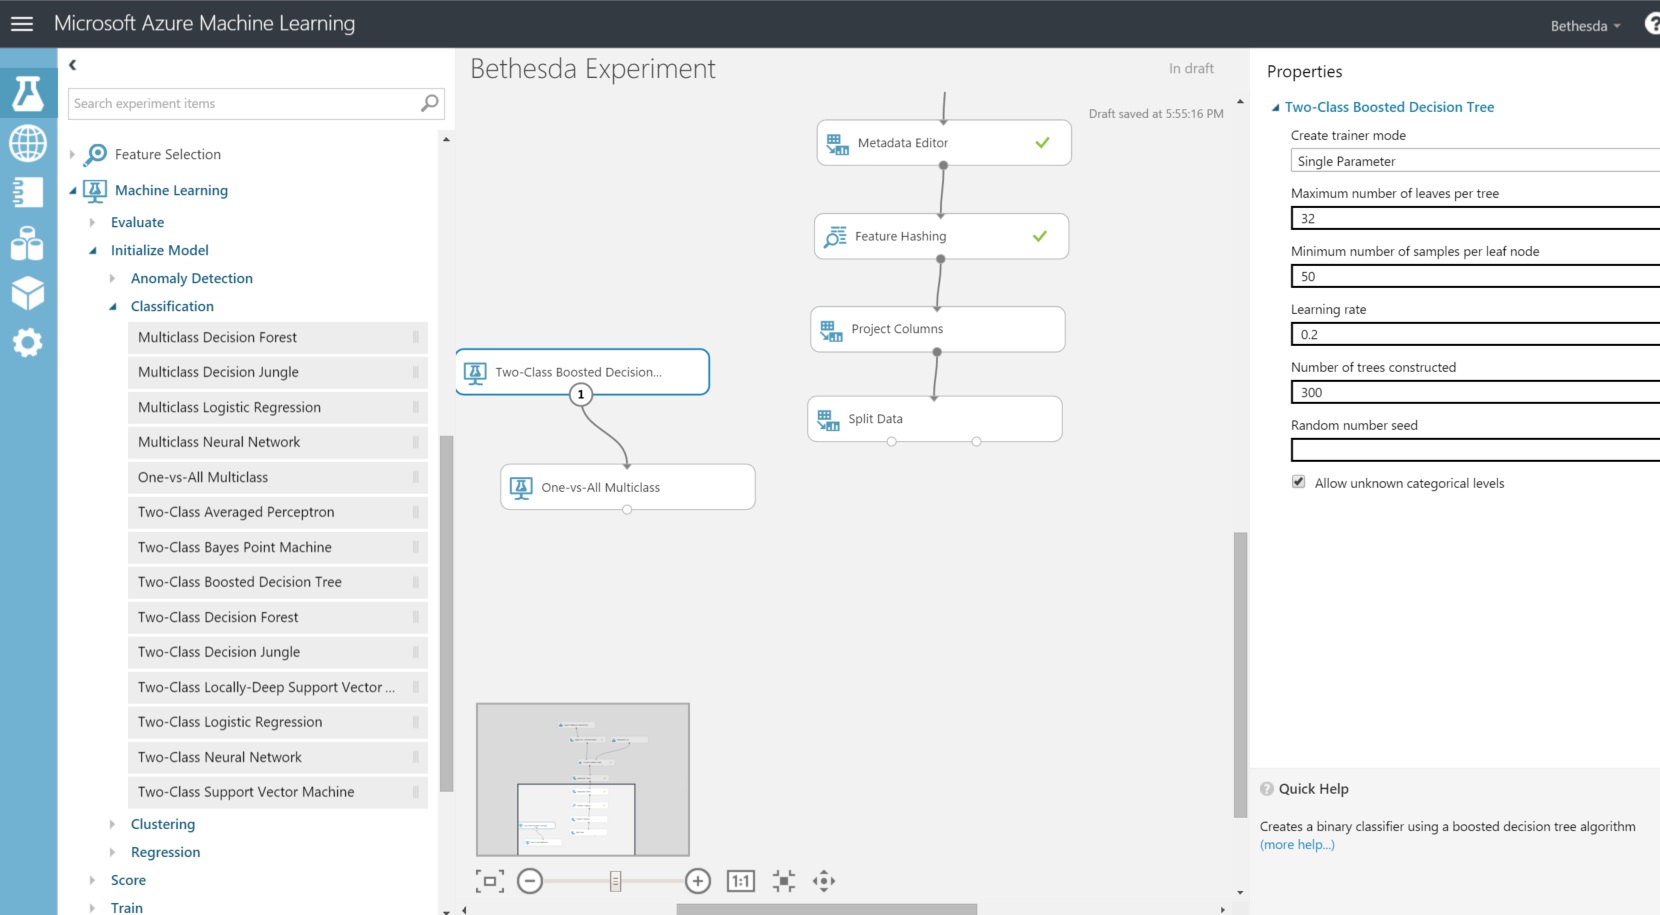 Microsoft Azure Machine Learning
Bethesda
?
Search experiment items
Feature Selection
Machine Learning
Evaluate
Initialize Model
Anomaly Detection
Classification
Multiclass Decision Forest
Multiclass Decision Jungle
Multiclass Logistic Regression
Multiclass Neural Network
One-vs-All Multiclass
Two-Class Averaged Perceptron
Two-Class Bayes Point Machine
Two-Class Boosted Decision Tree
Two-Class Decision Forest
Two-Class Decision Jungle
Two-Class Locally-Deep Support Vector ...
Two-Class Logistic Regression
Two-Class Neural Network
Two-Class Support Vector Machine
Clustering
Regression
Score
Train
Bethesda Experiment
In draft
Draft saved at 5:55:16 PM
Metadata Editor
Feature Hashing
Project Columns
Two-Class Boosted Decision...
1
Split Data
One-vs-All Multiclass
1:1
Properties
Two-Class Boosted Decision Tree
Create trainer mode
Single Parameter
Maximum number of leaves per tree
32
Minimum number of samples per leaf node
50
Learning rate
0.2
Number of trees constructed
300
Random number seed
Allow unknown categorical levels
? Quick Help
Creates a binary classifier using a boosted decision tree algorithm
(more help...)